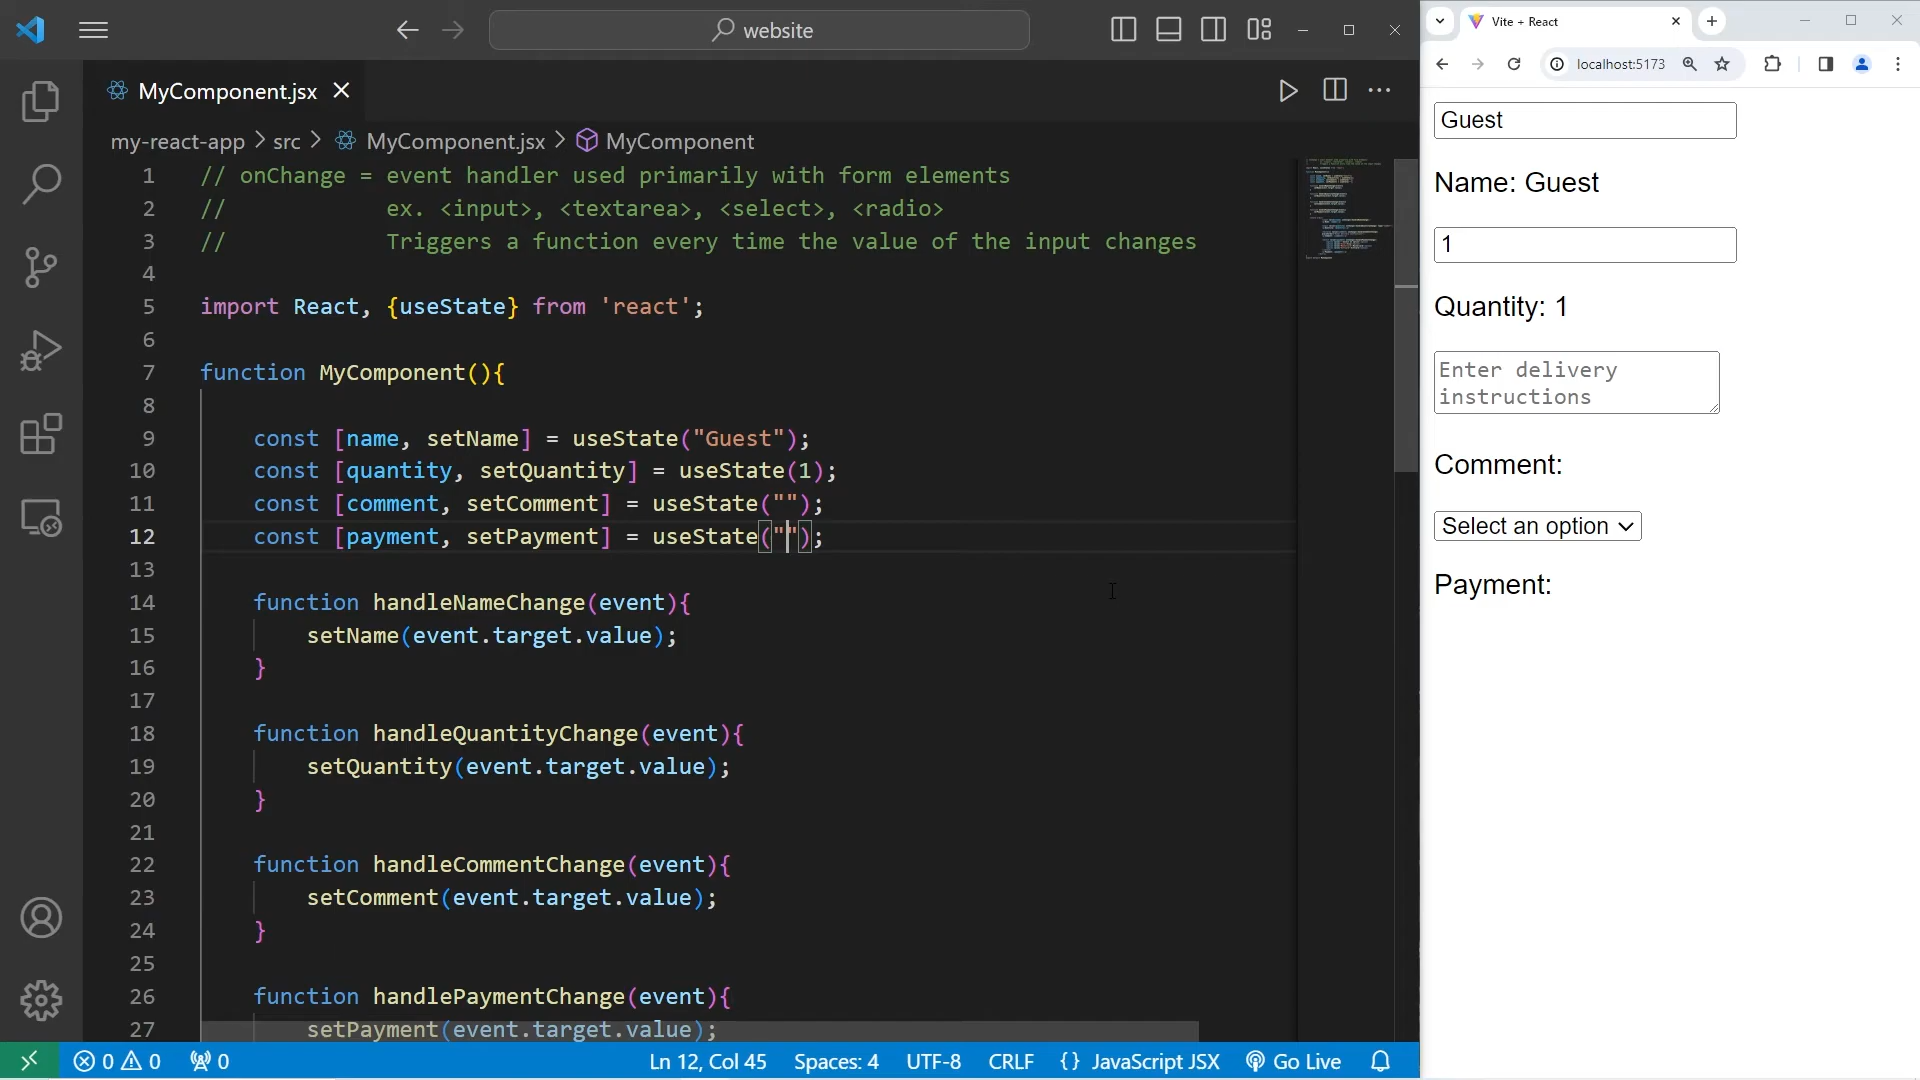 website
MyComponent.jsx
my-react-app > src > MyComponent.jsx > MyComponent
1 // onChange = event handler used primarily with form elements
2 //            ex. <input>, <textarea>, <select>, <radio>
3 //            Triggers a function every time the value of the input changes
4
5 import React, {useState} from 'react';
6
7 function MyComponent(){
8
9     const [name, setName] = useState("Guest");
10     const [quantity, setQuantity] = useState(1);
11     const [comment, setComment] = useState("");
12     const [payment, setPayment] = useState("");
13
14     function handleNameChange(event){
15         setName(event.target.value);
16     }
17
18     function handleQuantityChange(event){
19         setQuantity(event.target.value);
20     }
21
22     function handleCommentChange(event){
23         setComment(event.target.value);
24     }
25
26     function handlePaymentChange(event){
27         setPayment(event.target.value);
0 0 0 Ln 12, Col 45 Spaces: 4 UTF-8 CRLF {} JavaScript JSX Go Live
Vite + React
localhost:5173
Guest
Name: Guest
1
Quantity: 1
Enter delivery
instructions
Comment:
Select an option
Payment: